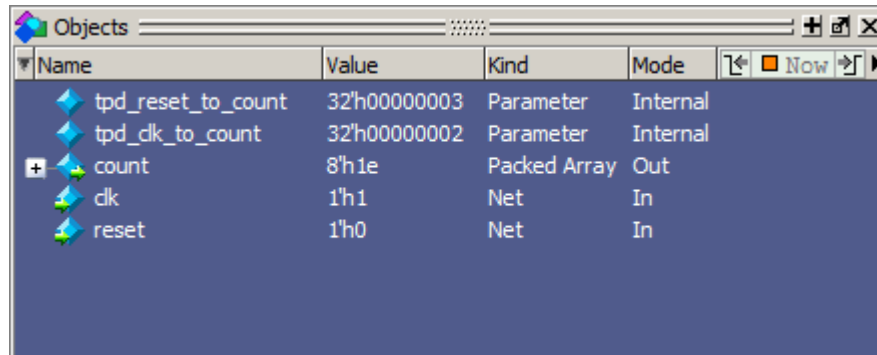 Objects
Name Value Kind Mode Now
tpd_reset_to_count 32'h00000003 Parameter Internal
tpd_clk_to_count 32'h00000002 Parameter Internal
count 8'h1e Packed Array Out
clk 1'h1 Net In
reset 1'h0 Net In